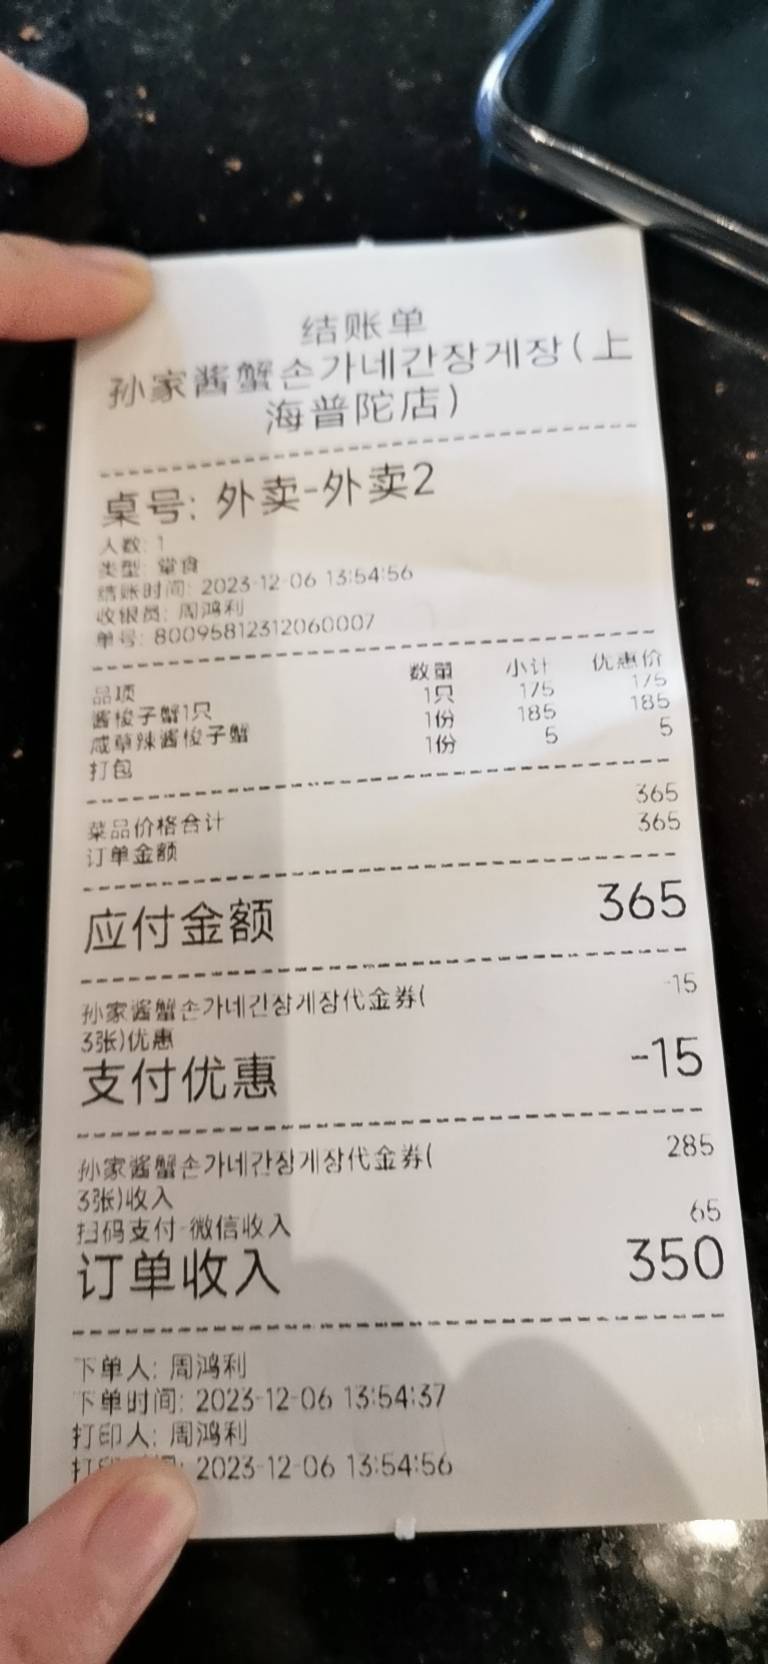 结账单
孙家酱蟹손가네간장게장(上
海普陀店)
桌号: 外卖-外卖2
人数: 1
类型: 堂食
结账时间: 2023-12-06 13:54:56
收银员: 周鸿利
单号: 80095812312060007
品项 数量 小计 优惠价
酱梭子蟹1只 1只 175 175
咸草辣酱梭子蟹 1份 185 185
打包 1份 5 5
菜品价格合计 365
订单金额 365
应付金额 365
孙家酱蟹손가네간장게장代金券( -15
3张)优惠
支付优惠 -15
孙家酱蟹손가네간장게장代金券( 285
3张)收入
扫码支付-微信收入 65
订单收入 350
下单人: 周鸿利
下单时间: 2023-12-06 13:54:37
打印人: 周鸿利
打印时间: 2023-12-06 13:54:56